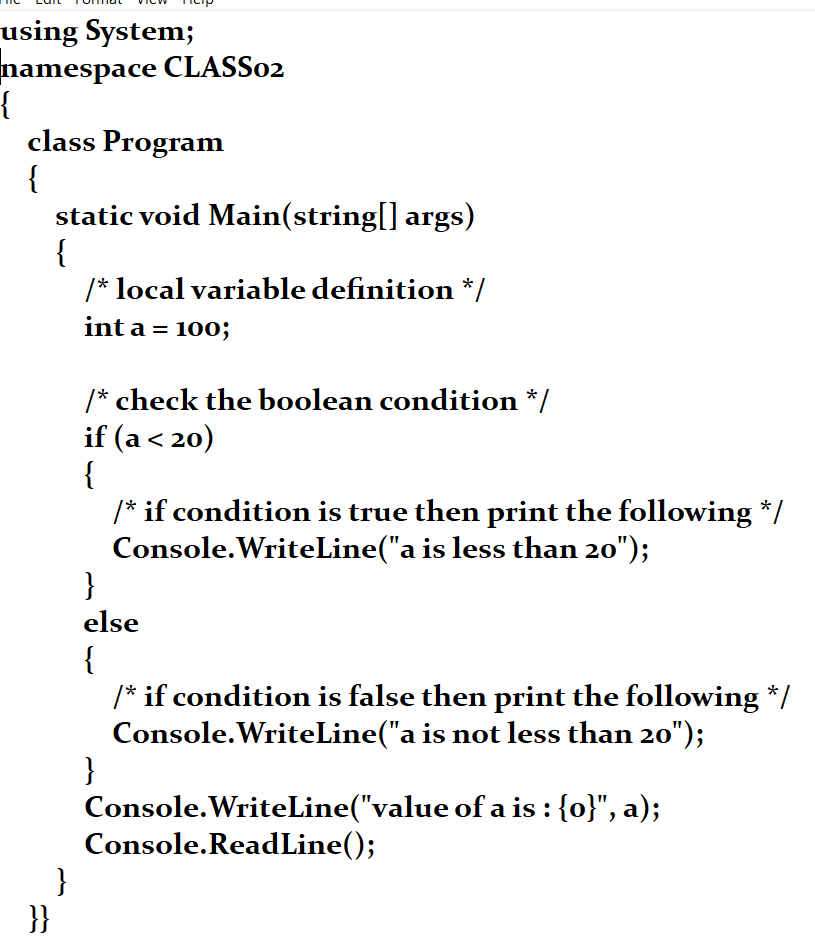 File Edit Format View Help
using System;
namespace CLASS02
{
    class Program
    {
        static void Main(string[] args)
        {
            /* local variable definition */
            int a = 100;

            /* check the boolean condition */
            if (a < 20)
            {
                /* if condition is true then print the following */
                Console.WriteLine("a is less than 20");
            }
            else
            {
                /* if condition is false then print the following */
                Console.WriteLine("a is not less than 20");
            }
            Console.WriteLine("value of a is : {0}", a);
            Console.ReadLine();
        }
    }}